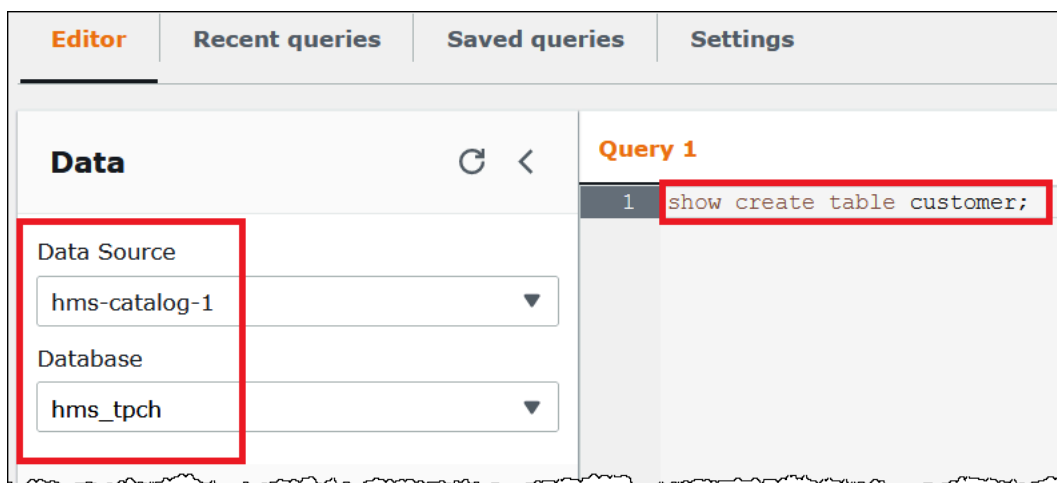 Editor Recent queries Saved queries Settings
Data
Query 1
1 show create table customer;
Data Source
hms-catalog-1
Database
hms_tpch